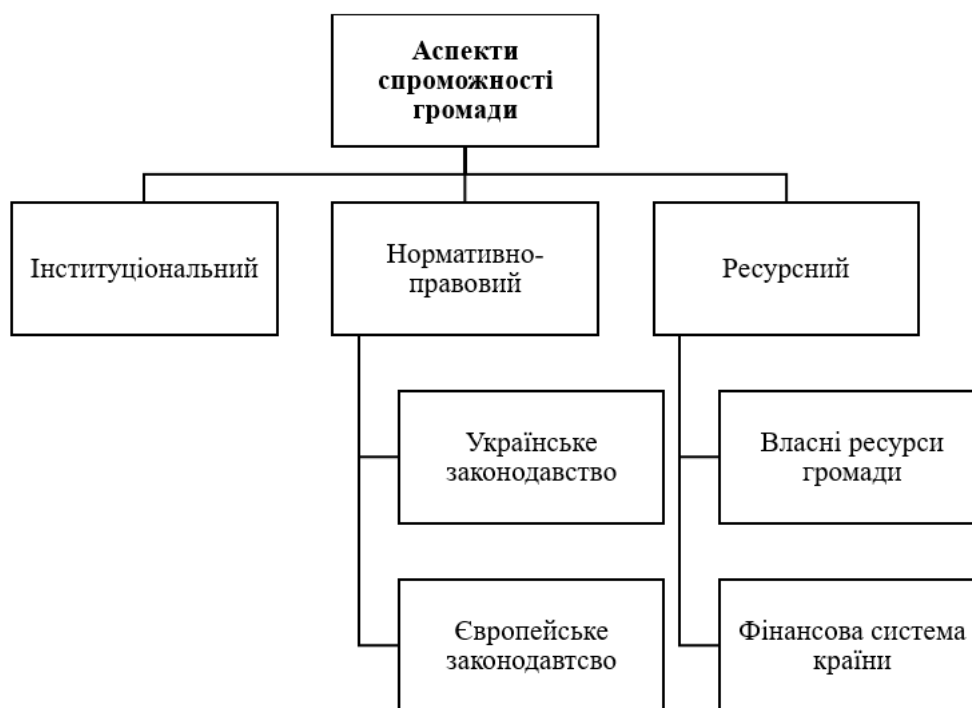 Аспекти
спроможності
громади
Інституціональний
Нормативно-
правовий
Ресурсний
Українське
законодавство
Власні ресурси
громади
Європейське
законодавтсво
Фінансова система
країни